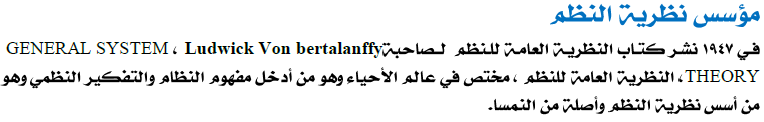 مؤسس نظرية النظم
في ١٩٤٧ نشر كتاب النظرية العامة للنظم لصاحبة Ludwick Von bertalanffy ، GENERAL SYSTEM
THEORY، النظرية العامة للنظم ، مختص في عالم الأحياء وهو من أدخل مفهوم النظام والتفكير النظمي وهو
من أسس نظرية النظم وأصلة من النمسا.